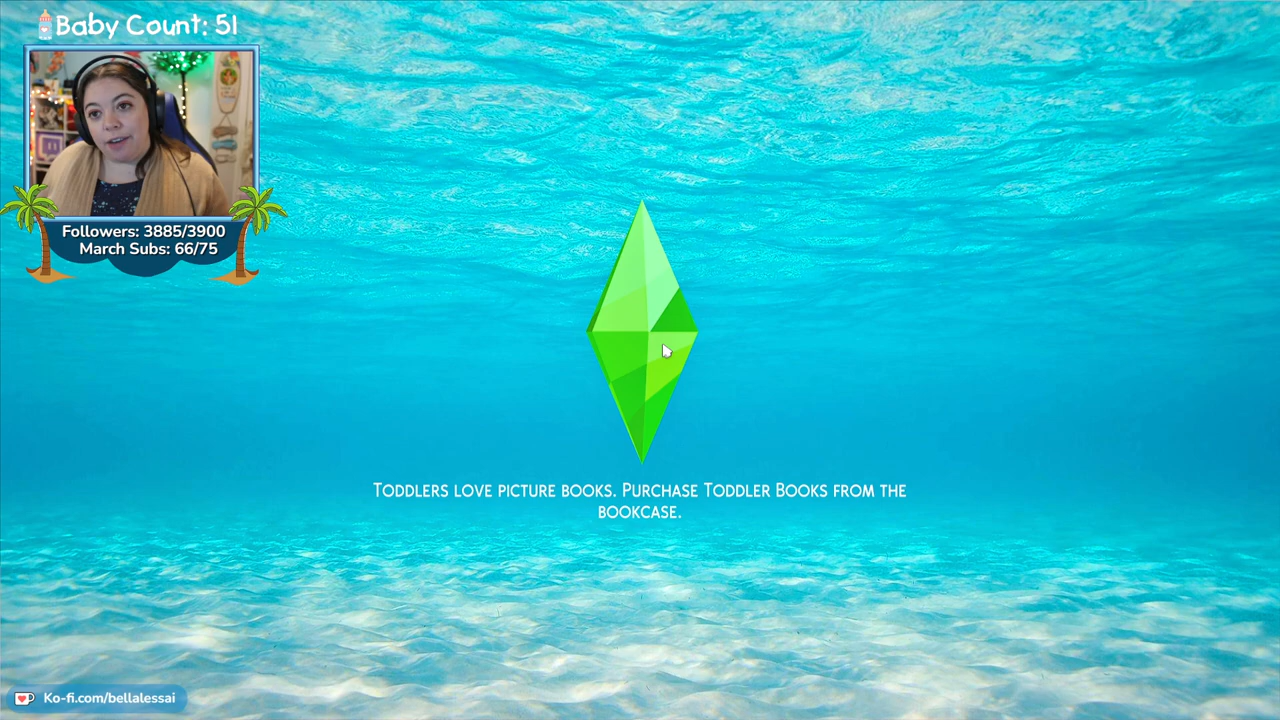 Baby Count: 51
Followers: 3885/3900
March Subs: 66/75
Toddlers love picture books. Purchase Toddler Books from the
bookcase.
Ko-fi.com/bellalessai